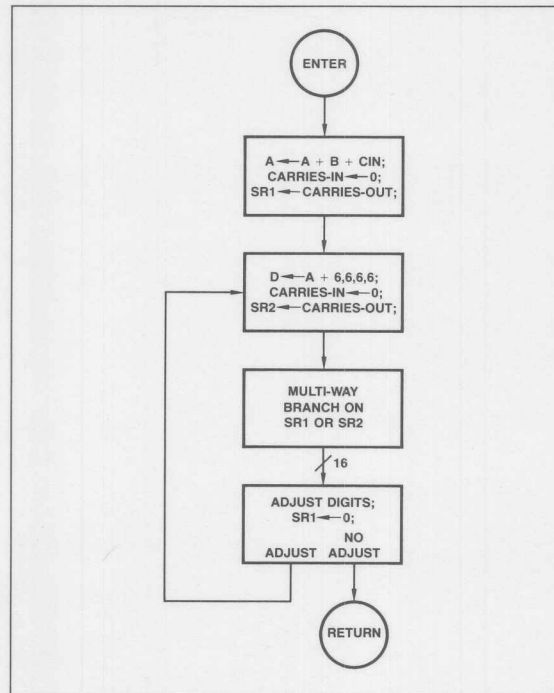 ENTER
A←A + B + CIN;
CARRIES-IN←0;
SR1←CARRIES-OUT;
D←A + 6,6,6,6;
CARRIES-IN←0;
SR2←CARRIES-OUT;
MULTI-WAY
BRANCH ON
SR1 OR SR2
16
ADJUST DIGITS;
SR1←0;
NO
ADJUST ADJUST
RETURN